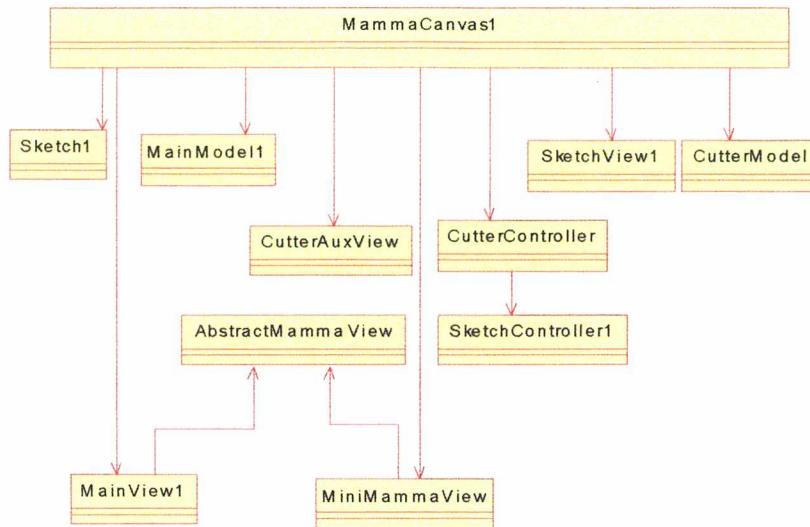 MammaCanvas1
Sketch1
MainModel1
SketchView1
CutterModel
CutterAuxView
CutterController
AbstractMammaView
SketchController1
MainView1
MiniMammaView